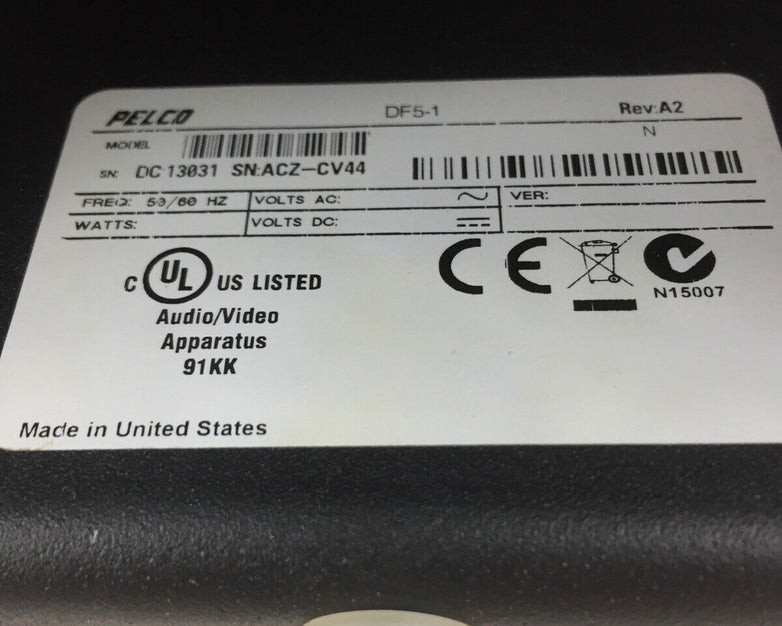 PELCO DF5-1 Rev:A2
MODEL N
SN: DC 13031 SN:ACZ-CV44
FREQ: 50/60 HZ VOLTS AC: VER:
WATTS: VOLTS DC:
C UL US LISTED
CE N15007
Audio/Video
Apparatus
91KK
Made in United States